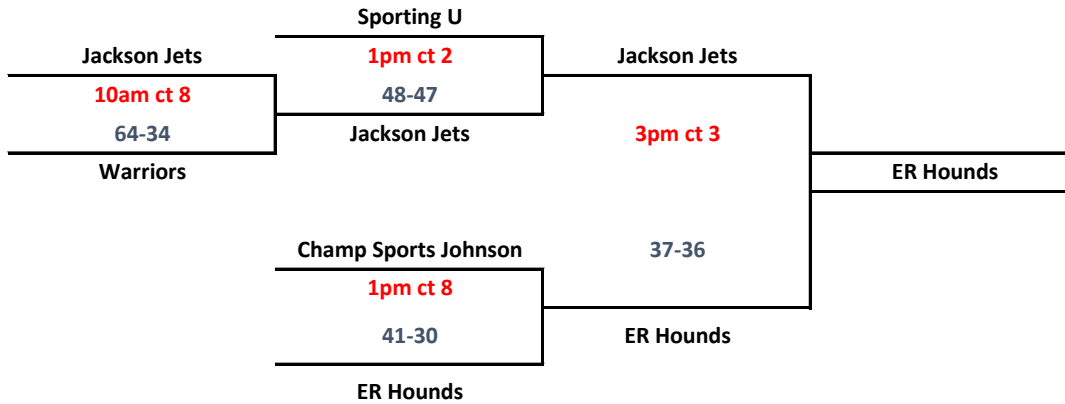 Sporting U
Jackson Jets
1pm ct 2
Jackson Jets
10am ct 8
48-47
64-34
Jackson Jets
3pm ct 3
Warriors
ER Hounds
Champ Sports Johnson
37-36
1pm ct 8
41-30
ER Hounds
ER Hounds